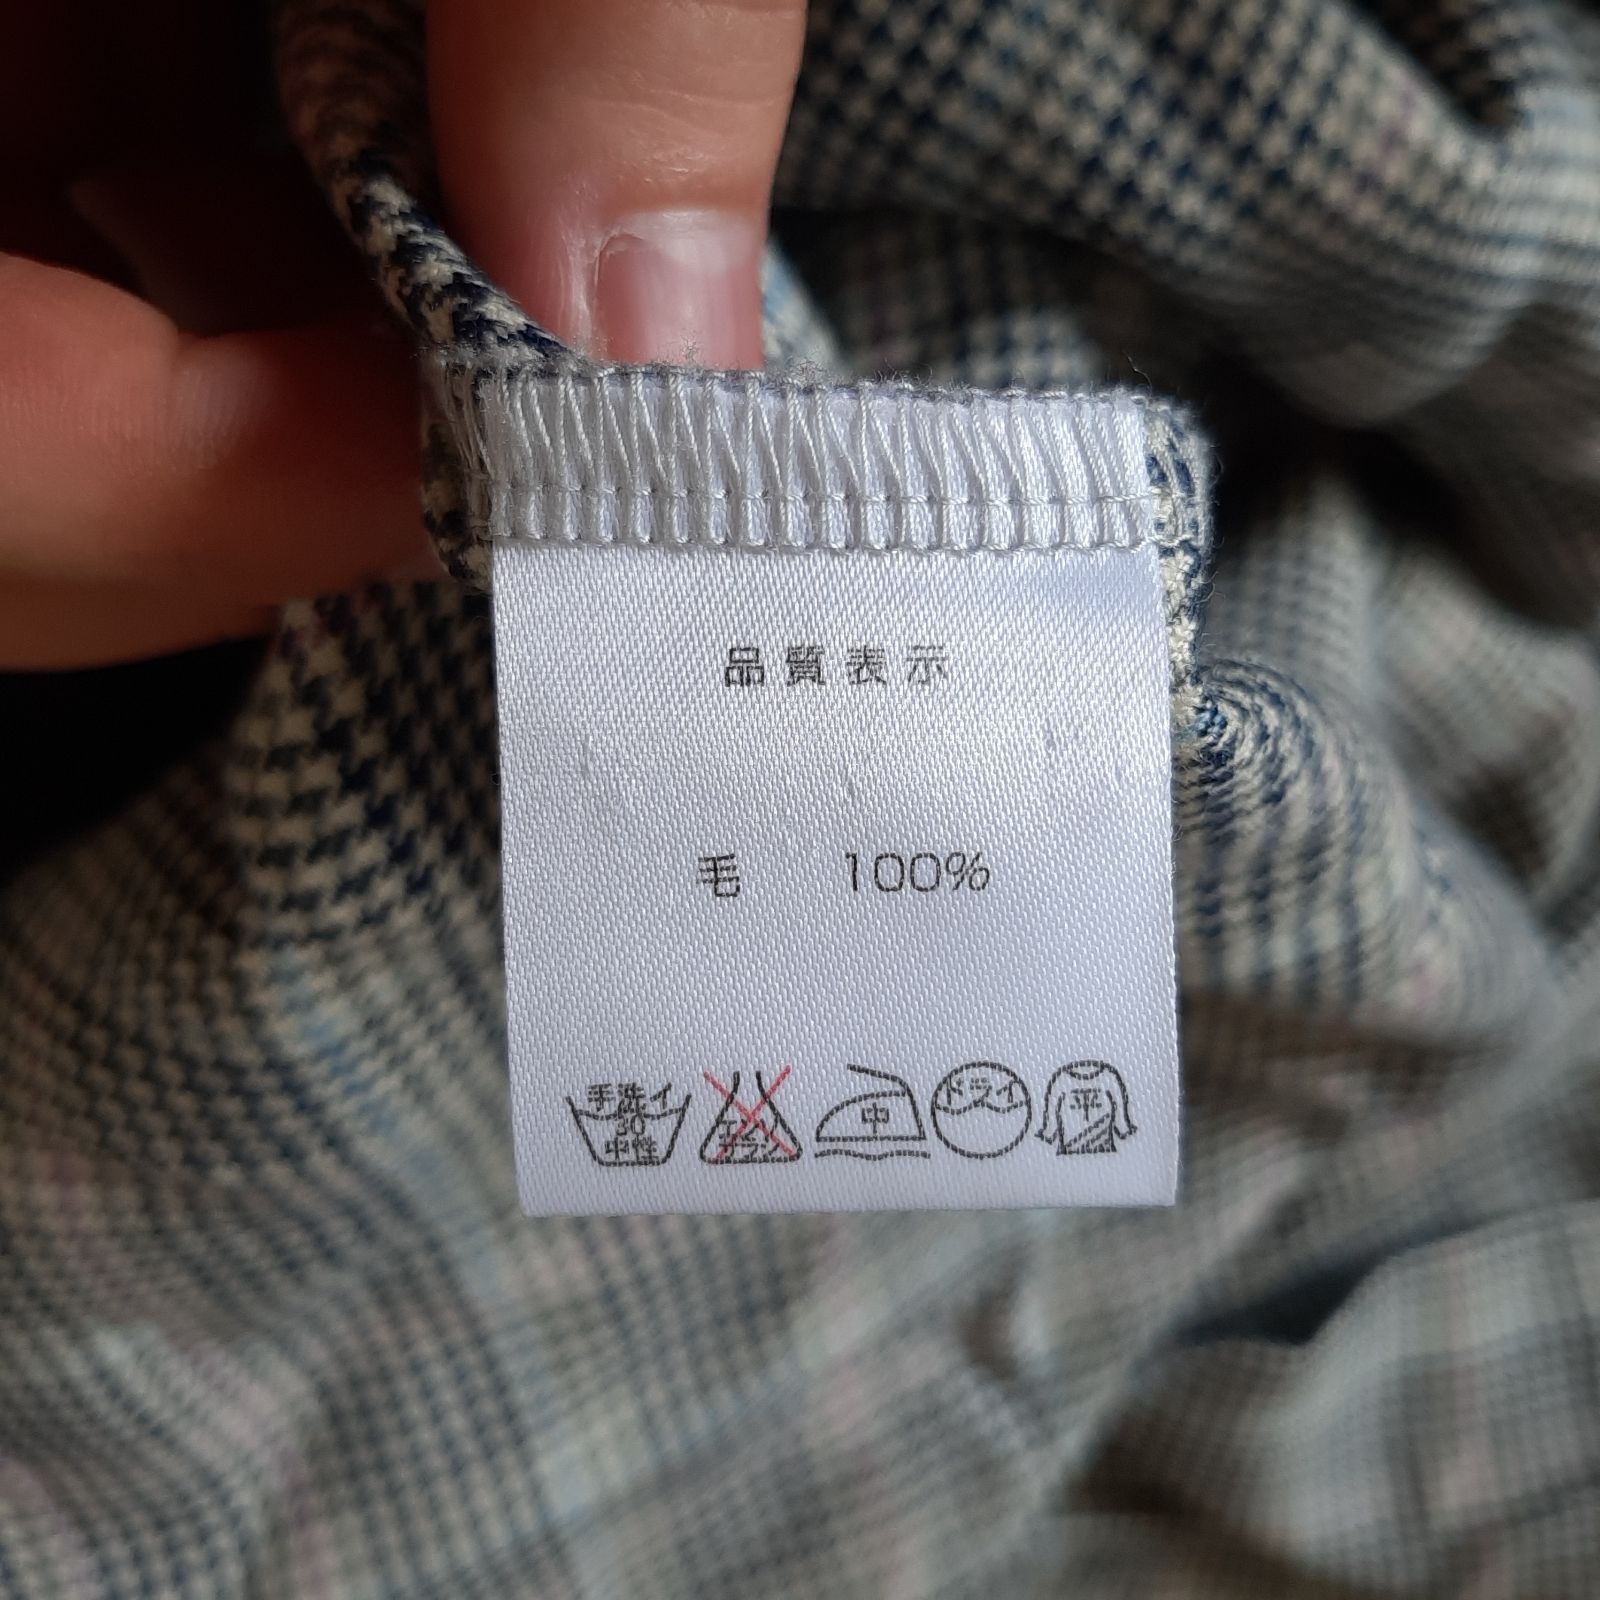 品質表示
毛 100%
手洗イ 30 中性 エンソ サラシ 中 ドライ 平